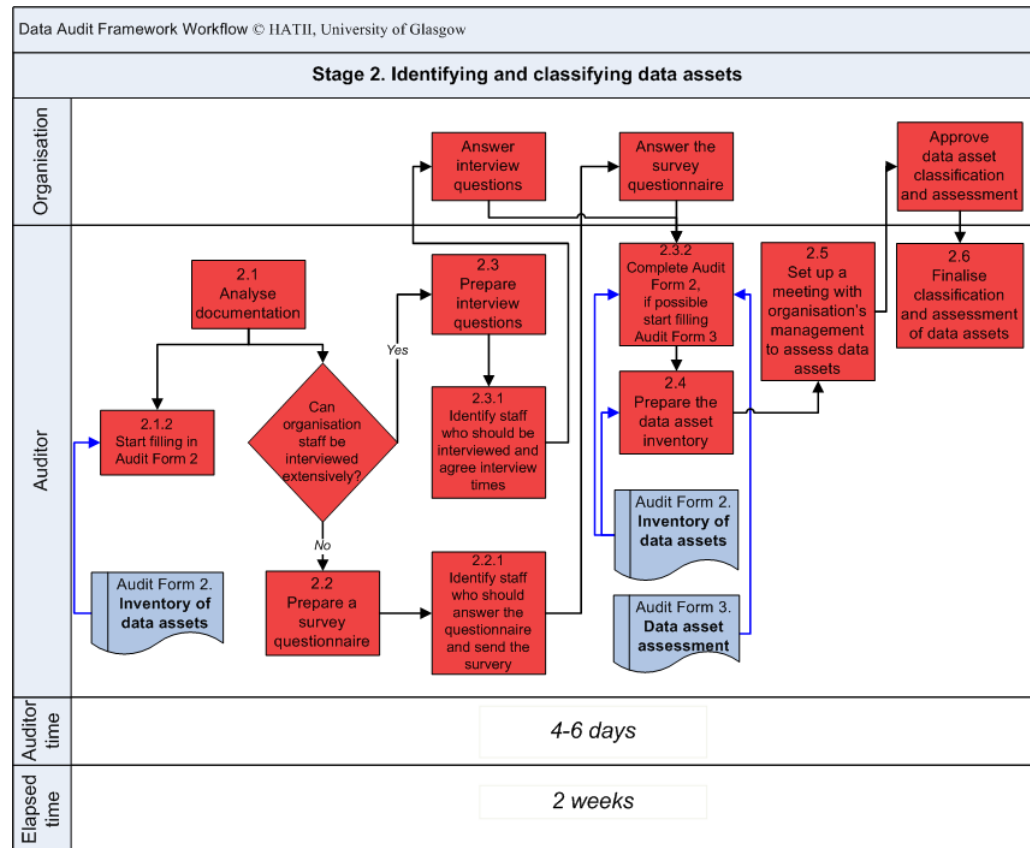 Data Audit Framework Workflow © HATII, University of Glasgow
Stage 2. Identifying and classifying data assets
Organisation
Answer
interview
questions
Answer the
survey
questionnaire
Approve
data asset
classification
and assessment
Auditor
2.1
Analyse
documentation
2.1.2
Start filling in
Audit Form 2
Can
organisation
staff be
interviewed
extensively?
Yes
No
2.3
Prepare
interview
questions
2.3.1
Identify staff
who should be
interviewed and
agree interview
times
2.2
Prepare a
survey
questionnaire
2.2.1
Identify staff
who should
answer the
questionnaire
and send the
survery
2.3.2
Complete Audit
Form 2,
if possible
start filling
Audit Form 3
2.4
Prepare the
data asset
inventory
2.5
Set up a
meeting with
organisation's
management
to assess data
assets
2.6
Finalise
classification
and assessment
of data assets
Audit Form 2.
Inventory of
data assets
Audit Form 2.
Inventory of
data assets
Audit Form 3.
Data asset
assessment
Auditor
time
4-6 days
Elapsed
time
2 weeks